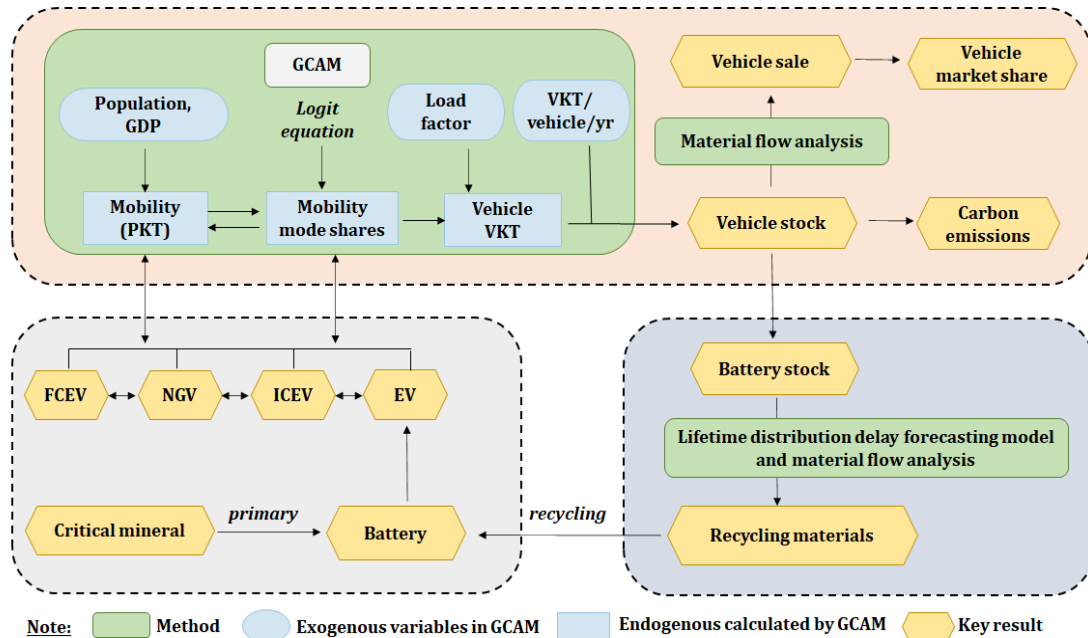 GCAM
Population,
GDP
Logit
equation
Load
factor
VKT/
vehicle/yr
Mobility
(PKT)
Mobility
mode shares
Vehicle
VKT
Vehicle sale
Vehicle
market share
Material flow analysis
Vehicle stock
Carbon
emissions
FCEV
NGV
ICEV
EV
Critical mineral
primary
Battery
recycling
Battery stock
Lifetime distribution delay forecasting model
and material flow analysis
Recycling materials
Note:
Method
Exogenous variables in GCAM
Endogenous calculated by GCAM
Key result